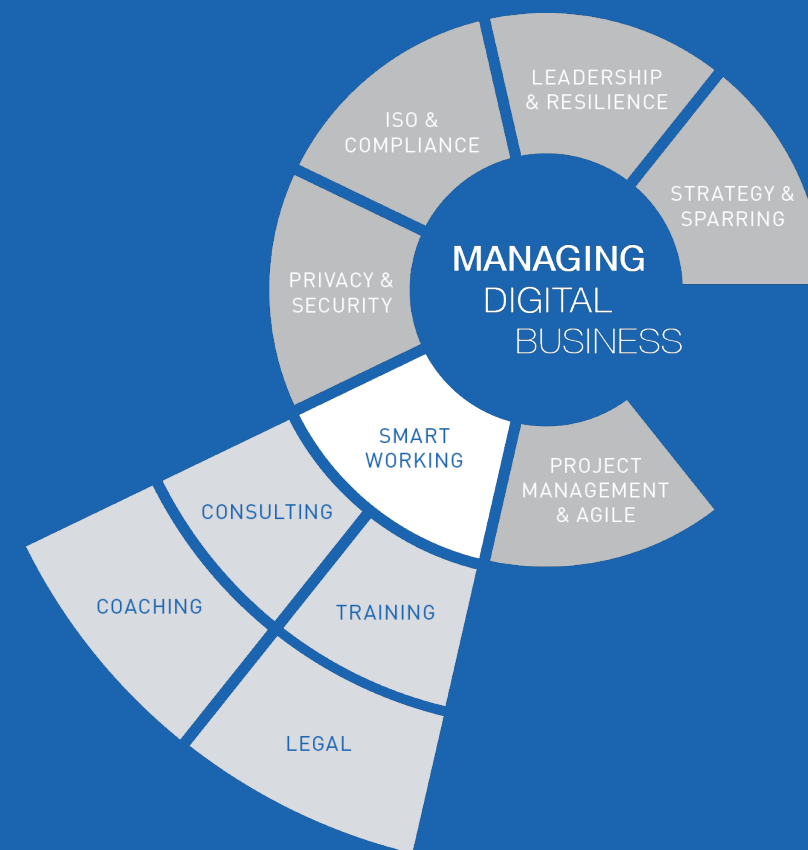 LEADERSHIP
& RESILIENCE
ISO &
COMPLIANCE
STRATEGY &
SPARRING
PRIVACY &
SECURITY
MANAGING
DIGITAL
BUSINESS
SMART
WORKING
PROJECT
MANAGEMENT
& AGILE
CONSULTING
COACHING
TRAINING
LEGAL